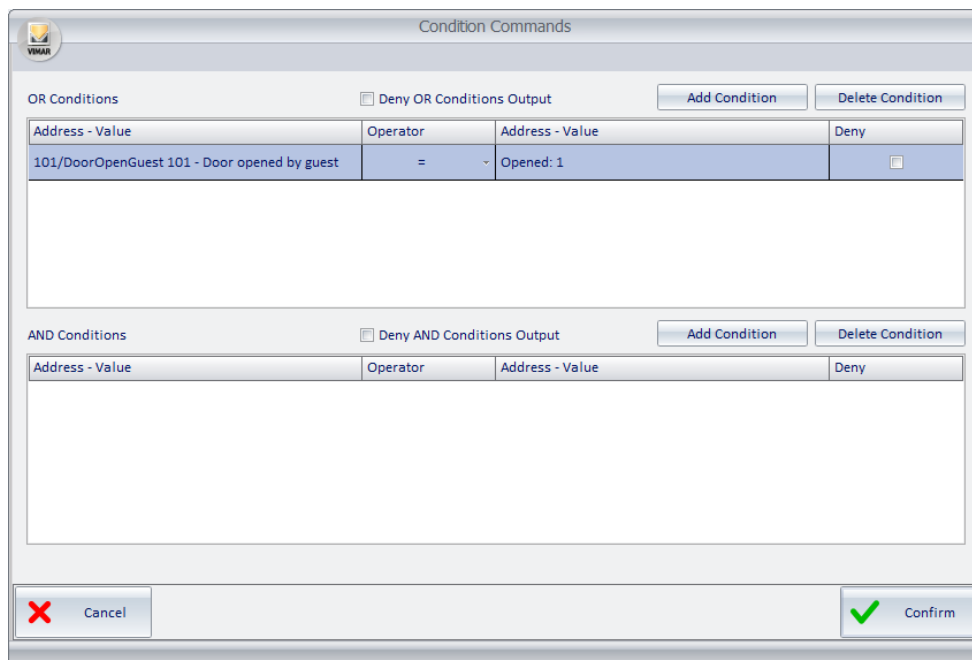 Condition Commands
VIMAR
OR Conditions Deny OR Conditions Output Add Condition Delete Condition
Address - Value Operator Address - Value Deny
101/DoorOpenGuest 101 - Door opened by guest = Opened: 1
AND Conditions Deny AND Conditions Output Add Condition Delete Condition
Address - Value Operator Address - Value Deny
Cancel Confirm